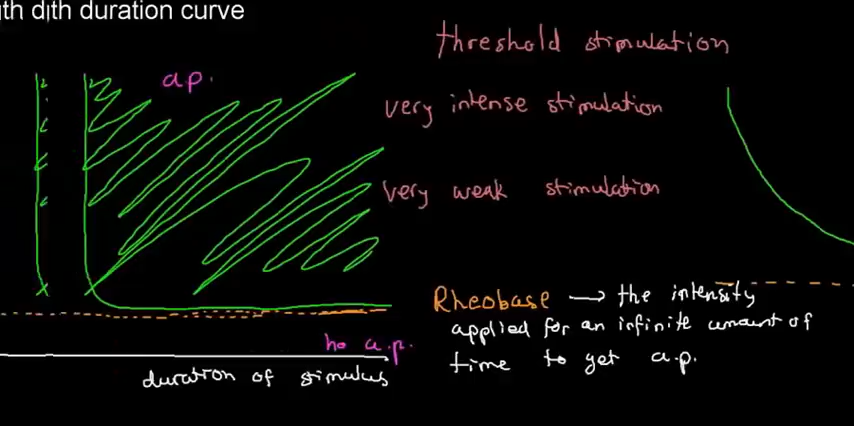 th dith duration curve
threshold stimulation
a.p.
very intense stimulation
very weak stimulation
Rheobase → the intensity
applied for an infinite amount of
time to get a.p.
no a.p.
duration of stimulus